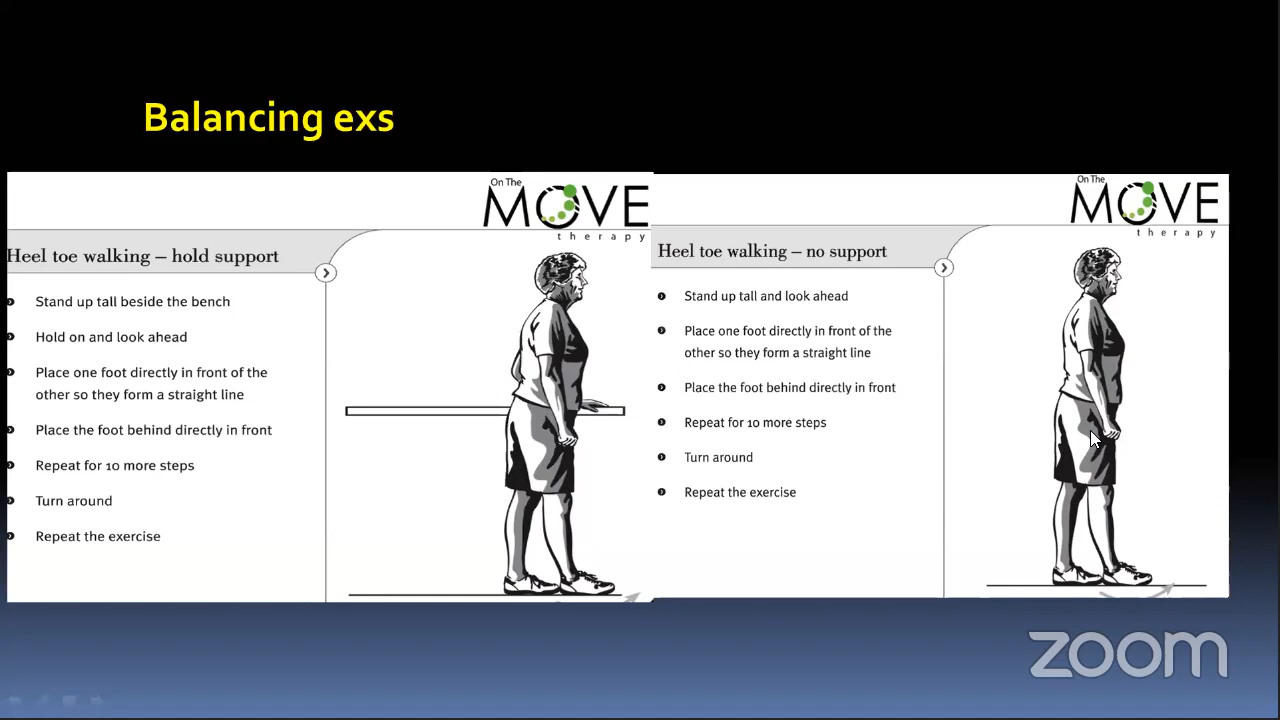 Balancing exs
On The
MOVE
therapy
Heel toe walking – hold support
Stand up tall beside the bench
Hold on and look ahead
Place one foot directly in front of the
other so they form a straight line
Place the foot behind directly in front
Repeat for 10 more steps
Turn around
Repeat the exercise
On The
MOVE
therapy
Heel toe walking – no support
Stand up tall and look ahead
Place one foot directly in front of the
other so they form a straight line
Place the foot behind directly in front
Repeat for 10 more steps
Turn around
Repeat the exercise
zoom